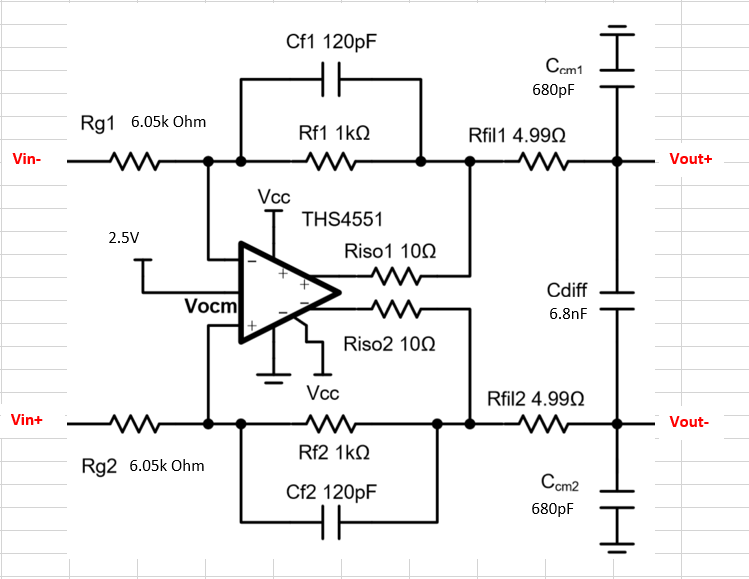 Cf1 120pF
Ccm1
680pF
Rg1 6.05k Ohm
Rf1 1kΩ
Rfil1 4.99Ω
Vin-
Vout+
Vcc
THS4551
2.5V
−
+
+
Riso1 10Ω
Cdiff
6.8nF
Vocm
−
−
+
Riso2 10Ω
Vcc
Rfil2 4.99Ω
Vin+
Vout-
Rg2 6.05k Ohm
Rf2 1kΩ
Cf2 120pF
Ccm2
680pF